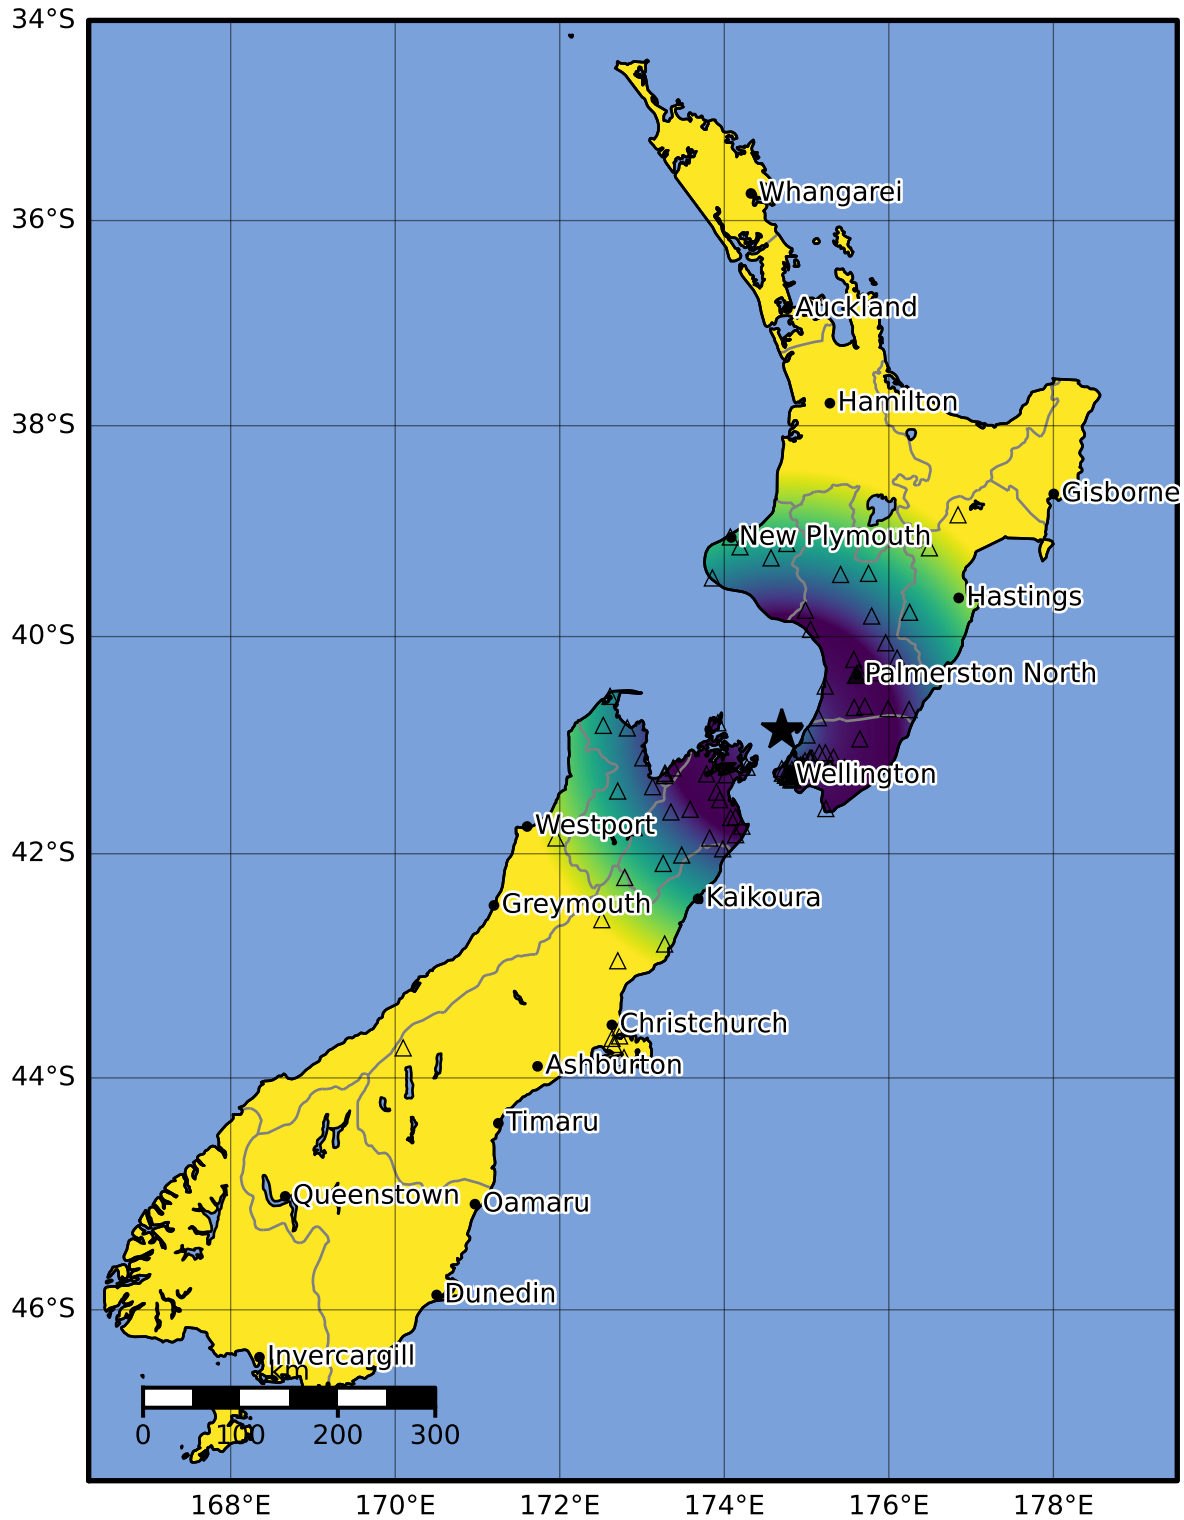 34°S
Whangarei
36°S
Auckland
Hamilton
38°S
Gisborne
New Plymouth
Hastings
40°S
Palmerston North
Wellington
Westport
42°S
Kaikoura
Greymouth
Christchurch
Ashburton
44°S
Timaru
Queenstown
Oamaru
Dunedin
46°S
Invercargill
km
0 100 200 300
168°E 170°E 172°E 174°E 176°E 178°E